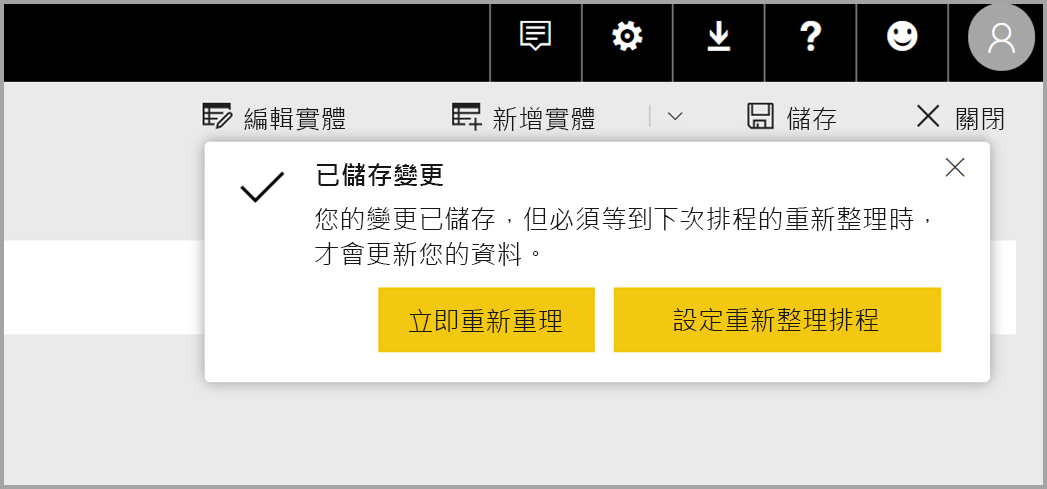 編輯實體 新增實體 儲存 關閉
已儲存變更
您的變更已儲存，但必須等到下次排程的重新整理時，
才會更新您的資料。
立即重新重理 設定重新整理排程